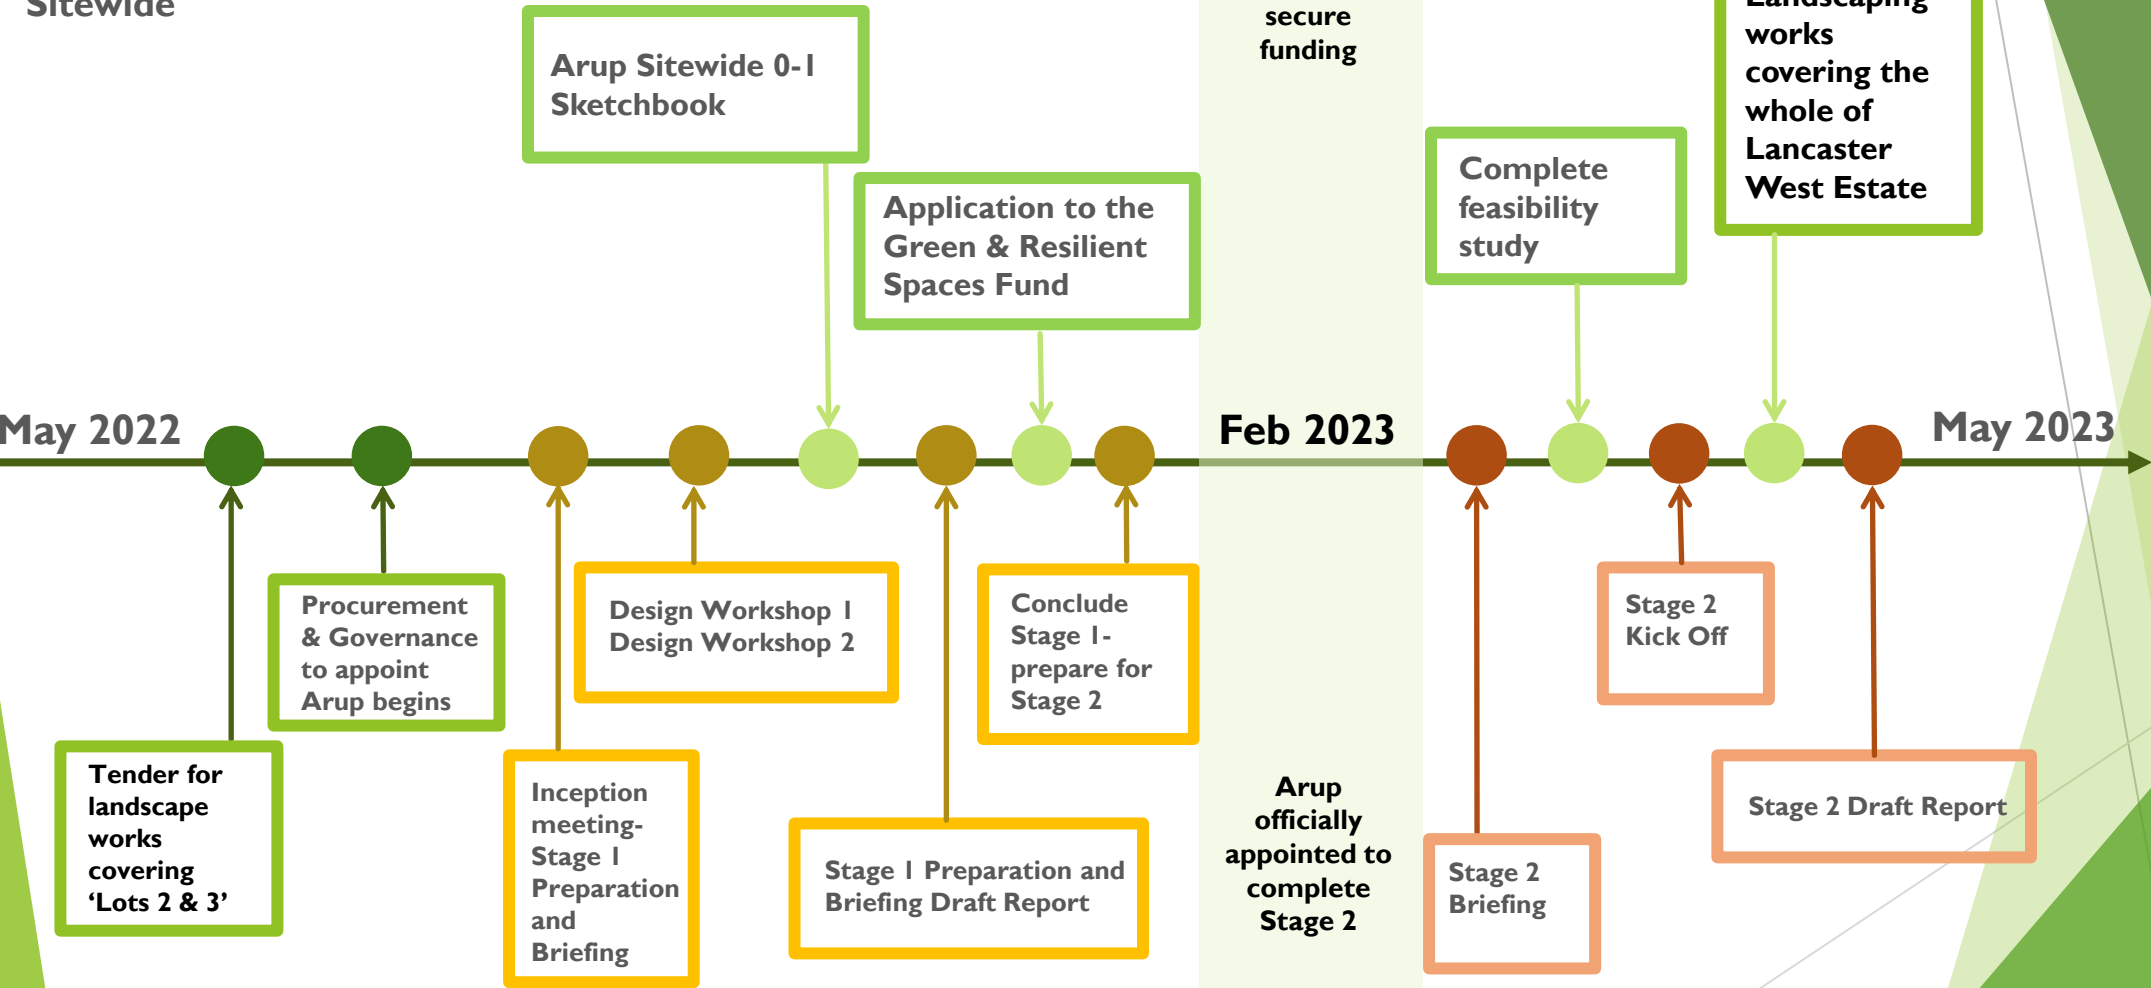 Sitewide
Arup Sitewide 0-1
Sketchbook
secure
funding
Landscaping
works
covering the
whole of
Lancaster
West Estate
Application to the
Green & Resilient
Spaces Fund
Complete
feasibility
study
May 2022
Feb 2023
May 2023
Tender for
landscape
works
covering
‘Lots 2 & 3’
Procurement
& Governance
to appoint
Arup begins
Inception
meeting-
Stage 1
Preparation
and
Briefing
Design Workshop 1
Design Workshop 2
Stage 1 Preparation and
Briefing Draft Report
Conclude
Stage 1-
prepare for
Stage 2
Arup
officially
appointed to
complete
Stage 2
Stage 2
Briefing
Stage 2
Kick Off
Stage 2 Draft Report